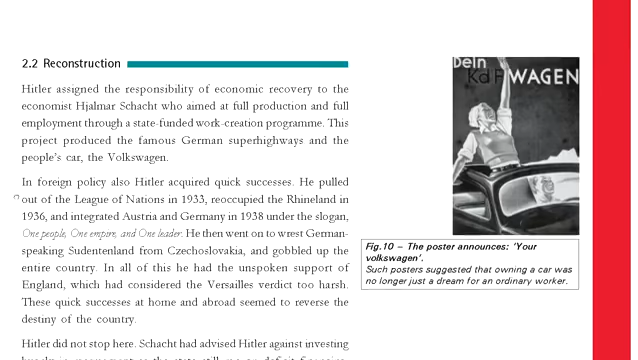 2.2 Reconstruction
Hitler assigned the responsibility of economic recovery to the
economist Hjalmar Schacht who aimed at full production and full
employment through a state-funded work-creation programme. This
project produced the famous German superhighways and the
people's car, the Volkswagen.
In foreign policy also Hitler acquired quick successes. He pulled
out of the League of Nations in 1933, reoccupied the Rhineland in
1936, and integrated Austria and Germany in 1938 under the slogan,
One people, One empire, and One leader. He then went on to wrest German-
speaking Sudentenland from Czechoslovakia, and gobbled up the
entire country. In all of this he had the unspoken support of
England, which had considered the Versailles verdict too harsh.
These quick successes at home and abroad seemed to reverse the
destiny of the country.
Hitler did not stop here. Schacht had advised Hitler against investing
Dein
KdF WAGEN
Fig.10 – The poster announces: 'Your
volkswagen'.
Such posters suggested that owning a car was
no longer just a dream for an ordinary worker.